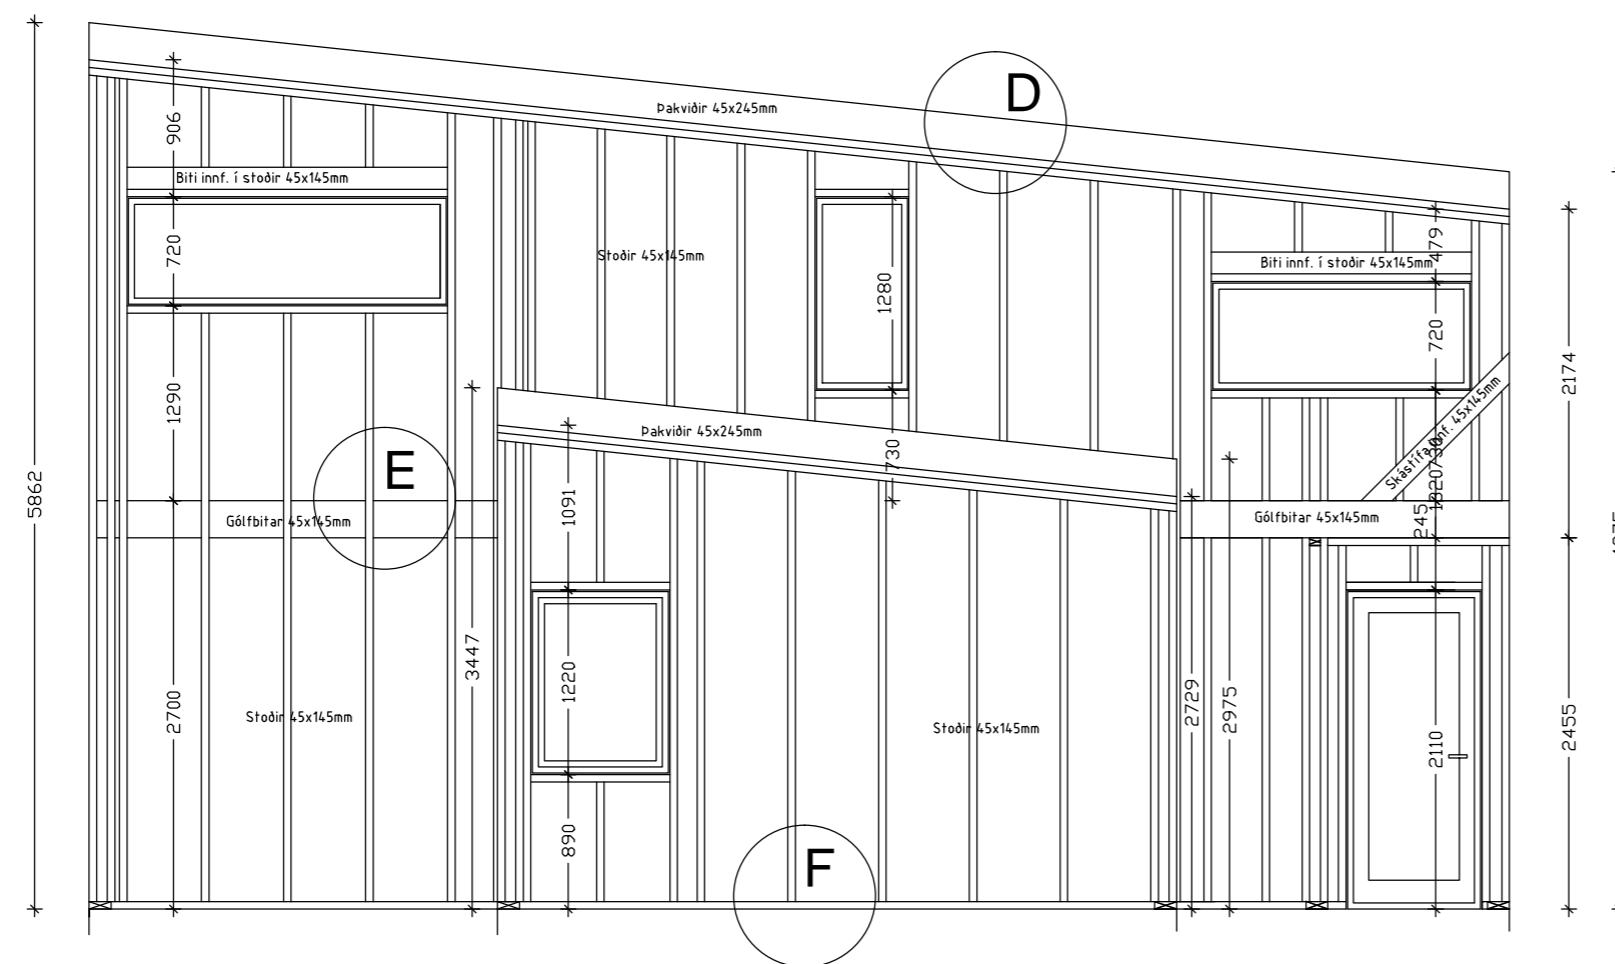 D
Þakviðir 45x245mm
906
Biti innf. í stoðir 45x145mm
479
720
Stoðir 45x145mm
Biti innf. í stoðir 45x145mm
1280
720
2174
1290
Þakviðir 45x245mm
730
Skástífa innf. 45x145mm
E
5862
Gólfbitar 45x145mm
1091
245
Gólfbitar 45x145mm
3447
1220
2700
Stoðir 45x145mm
2729
2975
Stoðir 45x145mm
2110
2455
890
F